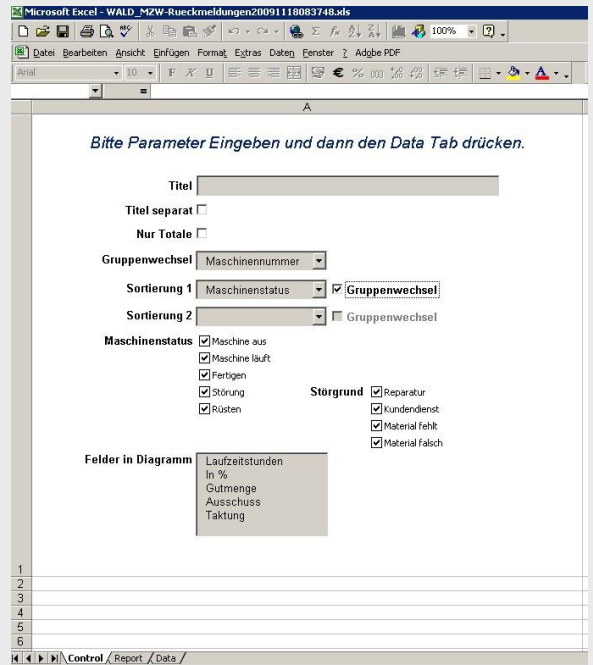 Microsoft Excel - WALD_MZW-Rueckmeldungen20091118083748.xls
100%
Datei Bearbeiten Ansicht Einfügen Format Extras Daten Fenster ? Adobe PDF
Arial 10 F K U € % 000
=
A
Bitte Parameter Eingeben und dann den Data Tab drücken.
Titel
Titel separat
Nur Totale
Gruppenwechsel Maschinennummer
Sortierung 1 Maschinenstatus Gruppenwechsel
Sortierung 2 Gruppenwechsel
Maschinenstatus Maschine aus
Maschine läuft
Fertigen
Störung Störgrund Reparatur
Rüsten Kundendienst
Material fehlt
Material falsch
Felder in Diagramm Laufzeitstunden
In %
Gutmenge
Ausschuss
Taktung
1
2
3
4
5
6
Control Report Data